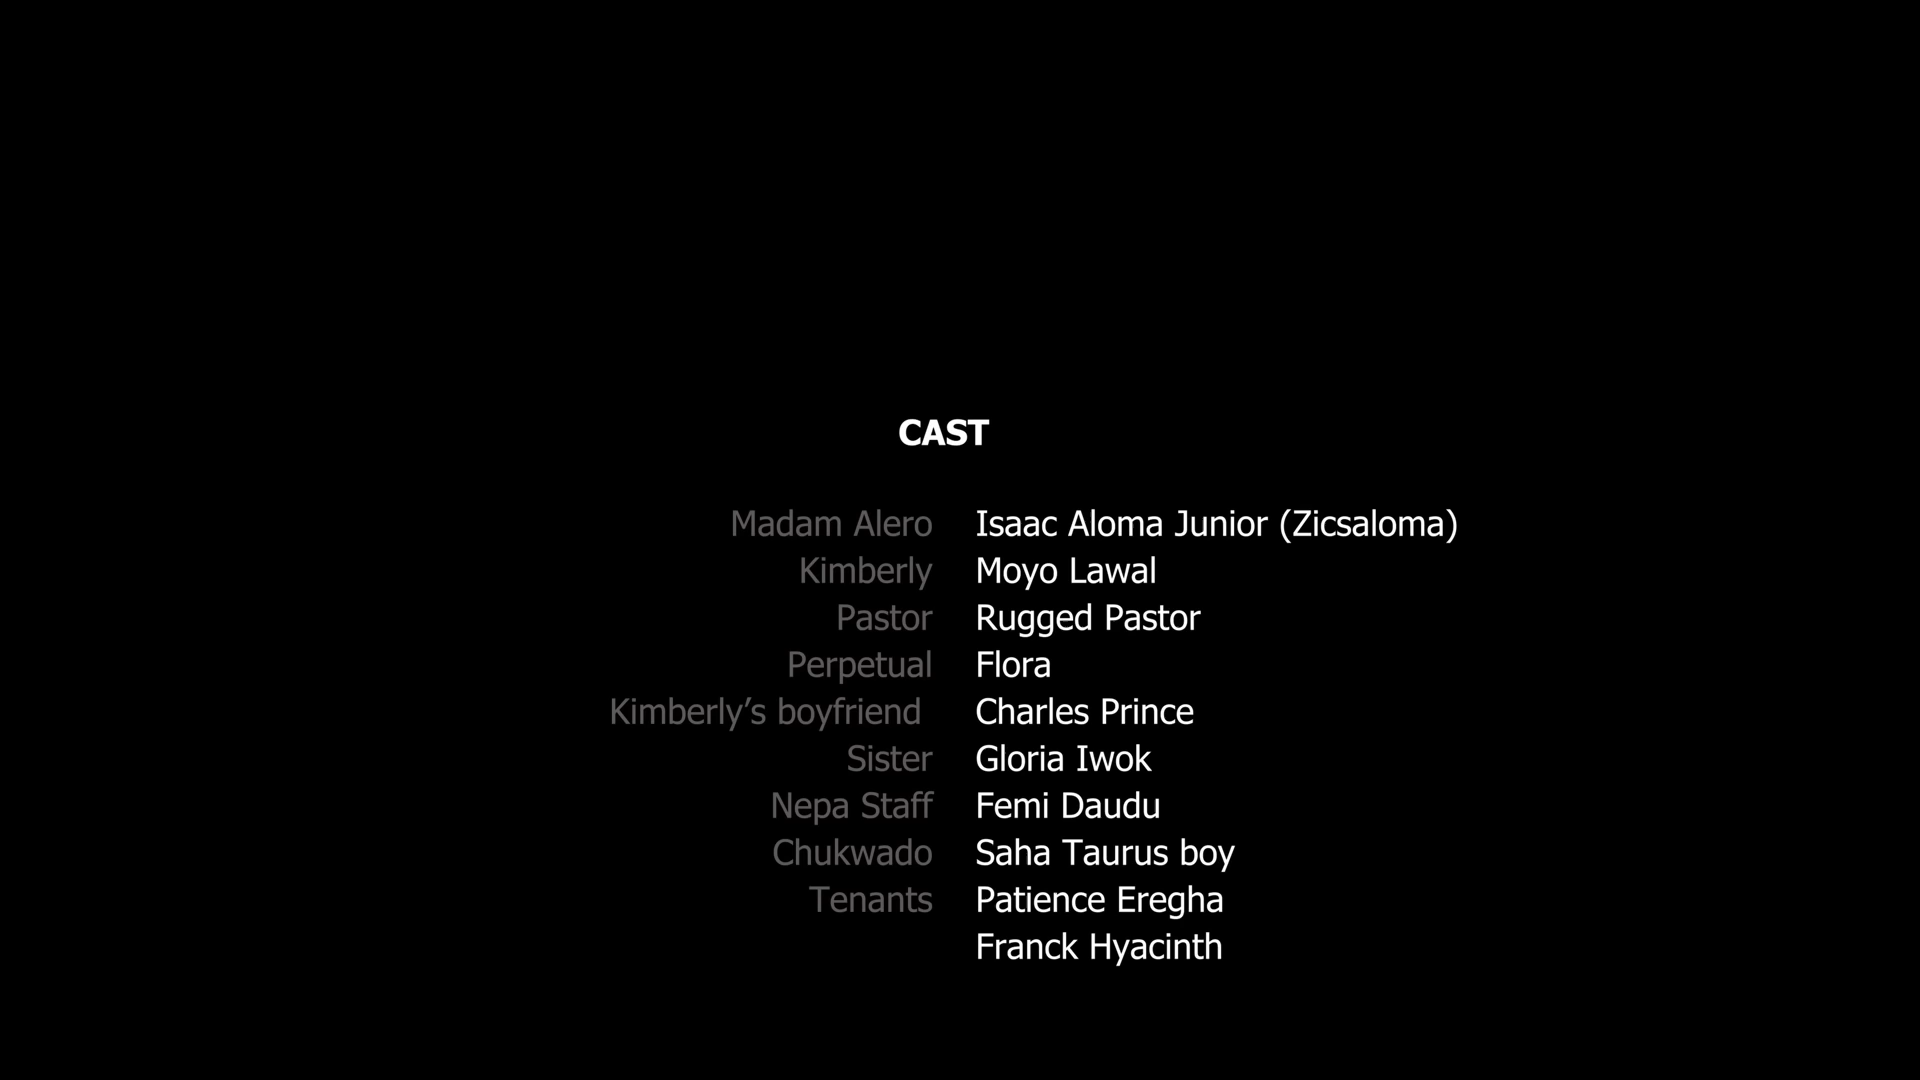 CAST
Madam Alero Isaac Aloma Junior (Zicsaloma)
Kimberly Moyo Lawal
Pastor Rugged Pastor
Perpetual Flora
Kimberly’s boyfriend Charles Prince
Sister Gloria Iwok
Nepa Staff Femi Daudu
Chukwado Saha Taurus boy
Tenants Patience Eregha
Franck Hyacinth